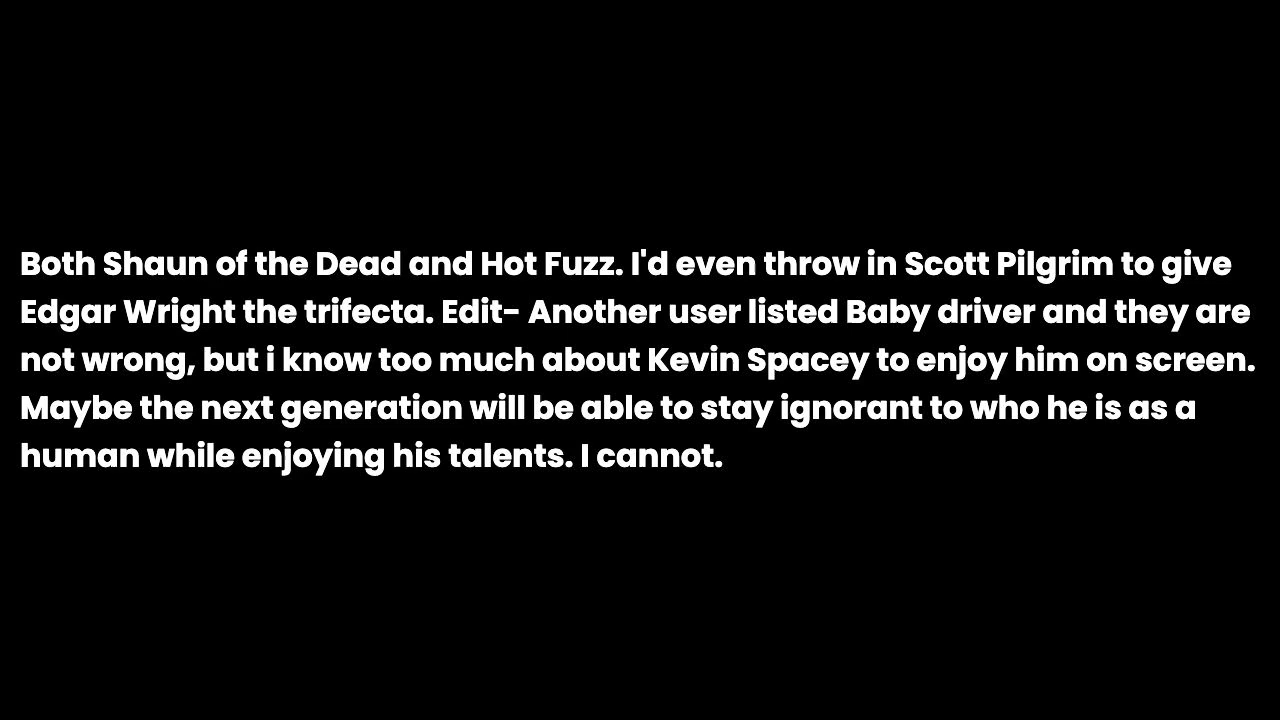 Both Shaun of the Dead and Hot Fuzz. I'd even throw in Scott Pilgrim to give
Edgar Wright the trifecta. Edit- Another user listed Baby driver and they are
not wrong, but i know too much about Kevin Spacey to enjoy him on screen.
Maybe the next generation will be able to stay ignorant to who he is as a
human while enjoying his talents. I cannot.